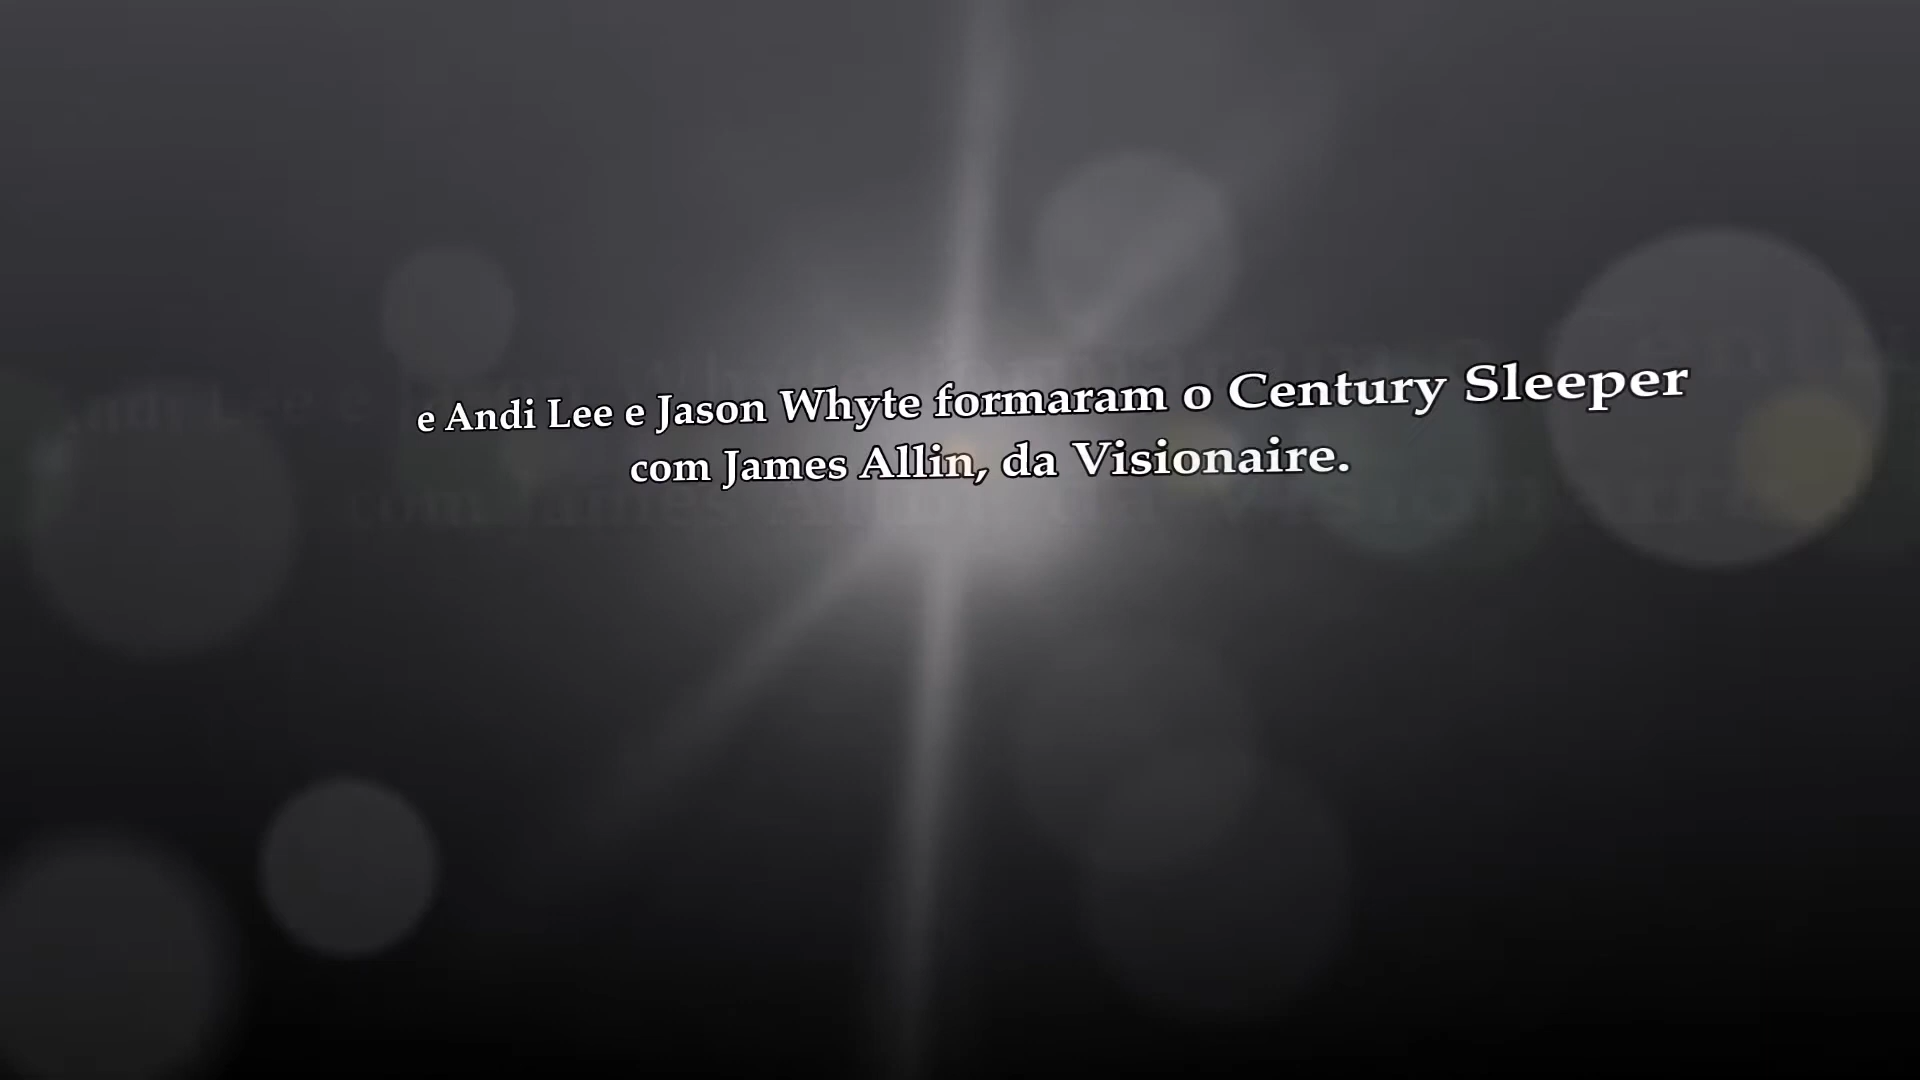 e Andi Lee e Jason Whyte formaram o Century Sleeper
com James Allin, da Visionaire.